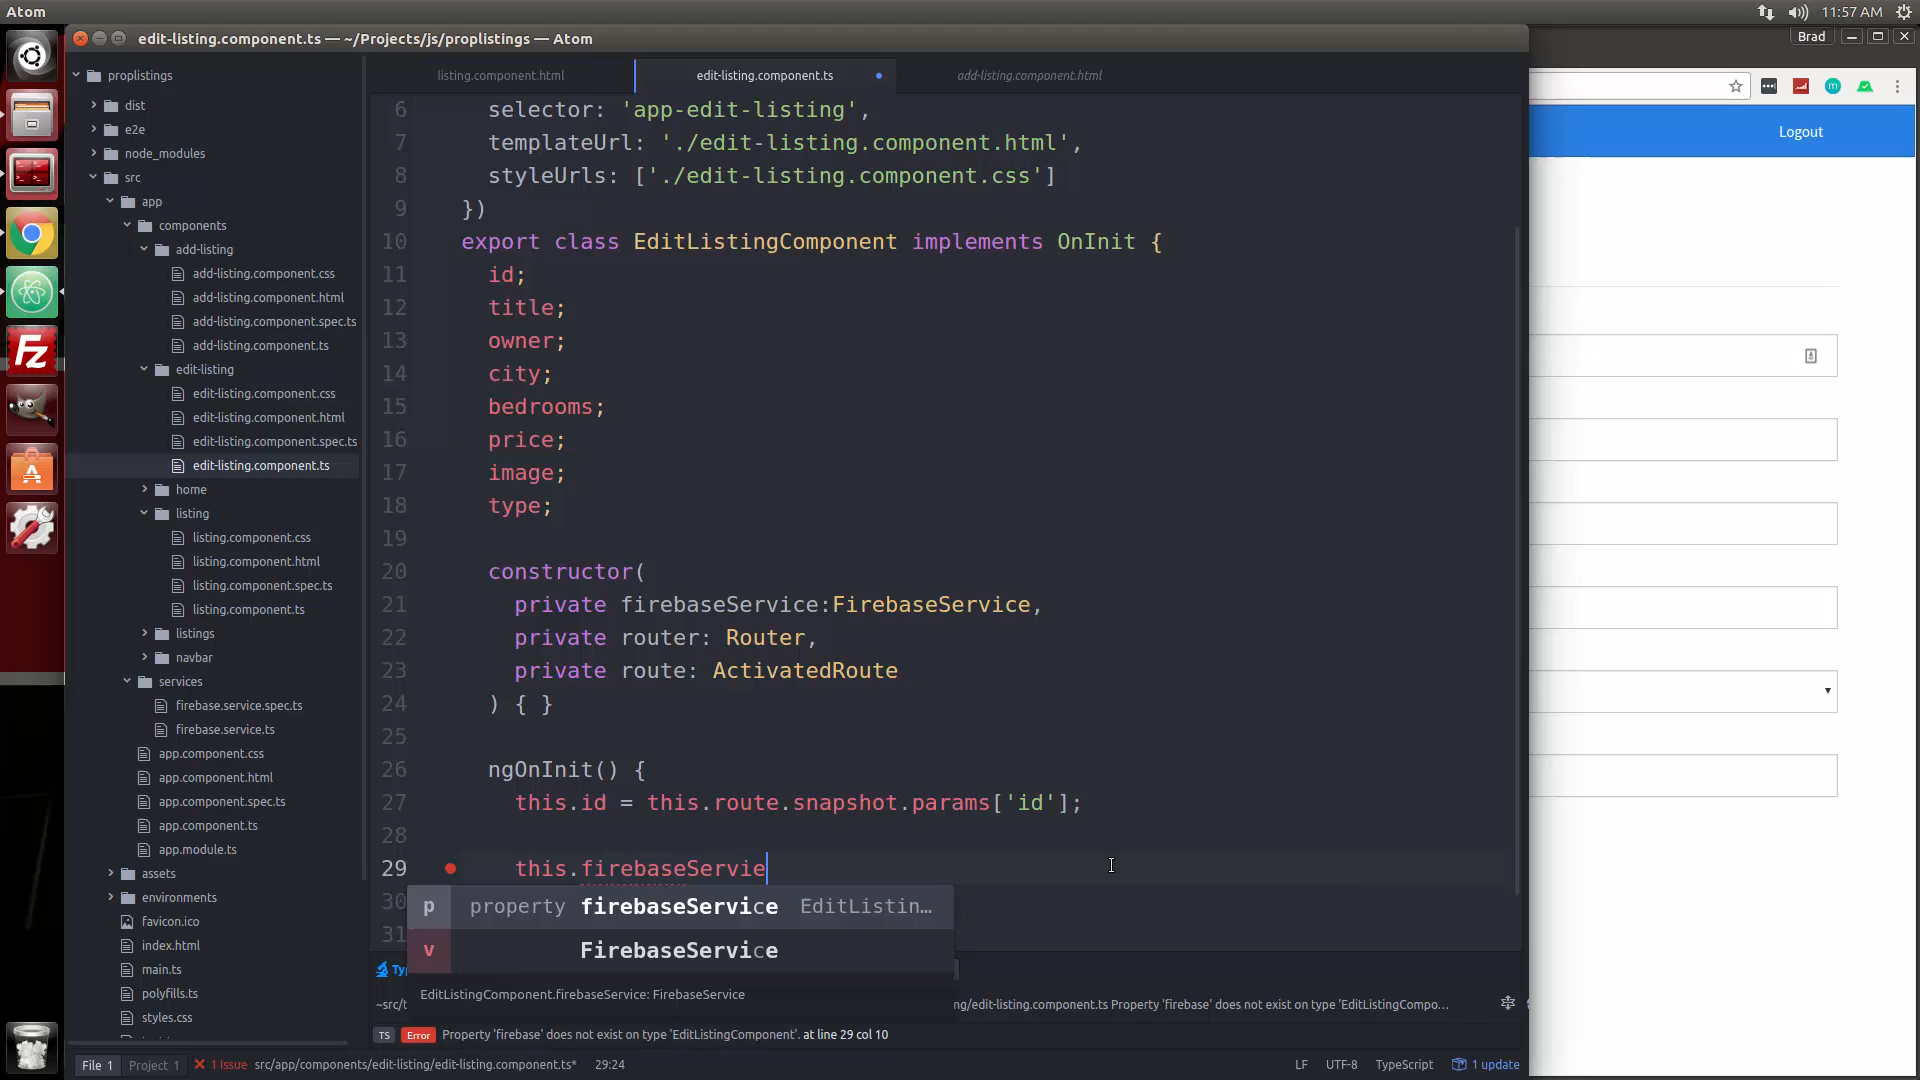 Atom
11:57 AM
edit-listing.component.ts — ~/Projects/js/proplistings — Atom
Brad
proplistings
dist
e2e
node_modules
src
app
components
add-listing
add-listing.component.css
add-listing.component.html
add-listing.component.spec.ts
add-listing.component.ts
edit-listing
edit-listing.component.css
edit-listing.component.html
edit-listing.component.spec.ts
edit-listing.component.ts
home
listing
listing.component.css
listing.component.html
listing.component.spec.ts
listing.component.ts
listings
navbar
services
firebase.service.spec.ts
firebase.service.ts
app.component.css
app.component.html
app.component.spec.ts
app.component.ts
app.module.ts
assets
environments
favicon.ico
index.html
main.ts
polyfills.ts
styles.css
listing.component.html
edit-listing.component.ts
add-listing.component.html
6 selector: 'app-edit-listing',
7 templateUrl: './edit-listing.component.html',
8 styleUrls: ['./edit-listing.component.css']
9 })
10 export class EditListingComponent implements OnInit {
11 id;
12 title;
13 owner;
14 city;
15 bedrooms;
16 price;
17 image;
18 type;
19
20 constructor(
21 private firebaseService:FirebaseService,
22 private router: Router,
23 private route: ActivatedRoute
24 ) { }
25
26 ngOnInit() {
27 this.id = this.route.snapshot.params['id'];
28
29 this.firebaseServie
30
31
p property firebaseService EditListin…
v FirebaseService
EditListingComponent.firebaseService: FirebaseService
Ty
~src/t
ng/edit-listing.component.ts Property 'firebase' does not exist on type 'EditListingCompo...
TS Error Property 'firebase' does not exist on type 'EditListingComponent'. at line 29 col 10
File 1 Project 1 1 Issue src/app/components/edit-listing/edit-listing.component.ts* 29:24 LF UTF-8 TypeScript 1 update
Logout